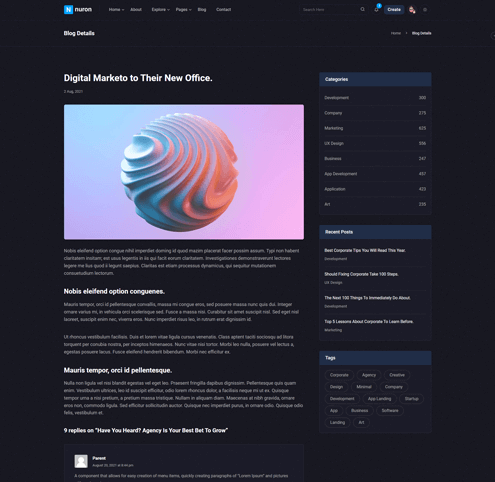 nuron
Home About Explore Pages Blog Contact
Search Here
Create
Blog Details
Home Blog Details
Digital Marketo to Their New Office.
2 Aug, 2021
Nobis eleifend option congue nihil imperdiet doming id quod mazim placerat facer possim assum. Typi non habent
claritatem insitam; est usus legentis in iis qui facit eorum claritatem. Investigationes demonstraverunt lectores
legere me lius quod ii legunt saepius. Claritas est etiam processus dynamicus, qui sequitur mutationem
consuetudium lectorum.
Nobis eleifend option conguenes.
Mauris tempor, orci id pellentesque convallis, massa mi congue eros, sed posuere massa nunc quis dui. Integer
ornare varius mi, in vehicula orci scelerisque sed. Fusce a massa nisi. Curabitur sit amet suscipit nisl. Sed eget nisl
laoreet, suscipit enim nec, viverra eros. Nunc imperdiet risus leo, in rutrum erat dignissim id.
Ut rhoncus vestibulum facilisis. Duis et lorem vitae ligula cursus venenatis. Class aptent taciti sociosqu ad litora
torquent per conubia nostra, per inceptos himenaeos. Nunc vitae nisi tortor. Morbi leo nulla, posuere vel lectus a,
egestas posuere lacus. Fusce eleifend hendrerit bibendum. Morbi nec efficitur ex.
Mauris tempor, orci id pellentesque.
Nulla non ligula vel nisi blandit egestas vel eget leo. Praesent fringilla dapibus dignissim. Pellentesque quis quam
enim. Vestibulum ultrices, leo id suscipit efficitur, odio lorem rhoncus dolor, a facilisis neque mi ut ex. Quisque
tempor urna a nisi pretium, a pretium massa tristique. Nullam in aliquam diam. Maecenas at nibh gravida, ornare
eros non, commodo ligula. Sed efficitur sollicitudin auctor. Quisque nec imperdiet purus, in ornare odio. Quisque odio
felis, vestibulum et.
9 replies on "Have You Heard? Agency Is Your Best Bet To Grow"
Parent
August 20, 2021 at 8:44 pm
A component that allows for easy creation of menu items, quickly creating paragraphs of "Lorem Ipsum" and pictures
Categories
Development 300
Company 275
Marketing 625
UX Design 556
Business 247
App Development 457
Application 423
Art 235
Recent Posts
Best Corporate Tips You Will Read This Year.
Development
Should Fixing Corporate Take 100 Steps.
UX Design
The Next 100 Things To Immediately Do About.
Development
Top 5 Lessons About Corporate To Learn Before.
Marketing
Tags
Corporate Agency Creative
Design Minimal Company
Development App Landing Startup
App Business Software
Landing Art